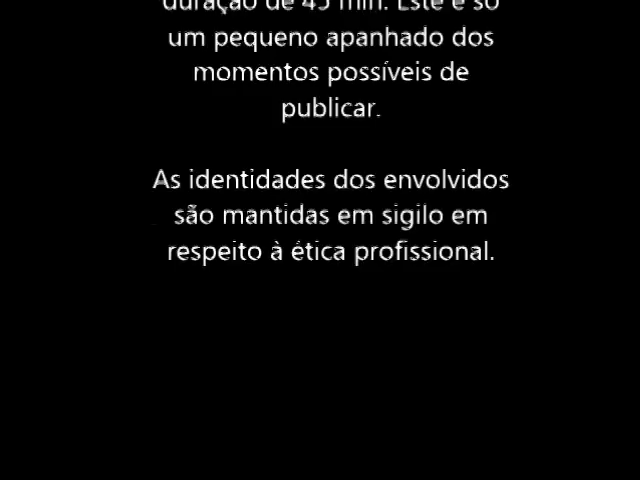 duração de 45 min. Este é só
um pequeno apanhado dos
momentos possíveis de
publicar.
As identidades dos envolvidos
são mantidas em sigilo em
respeito à ética profissional.